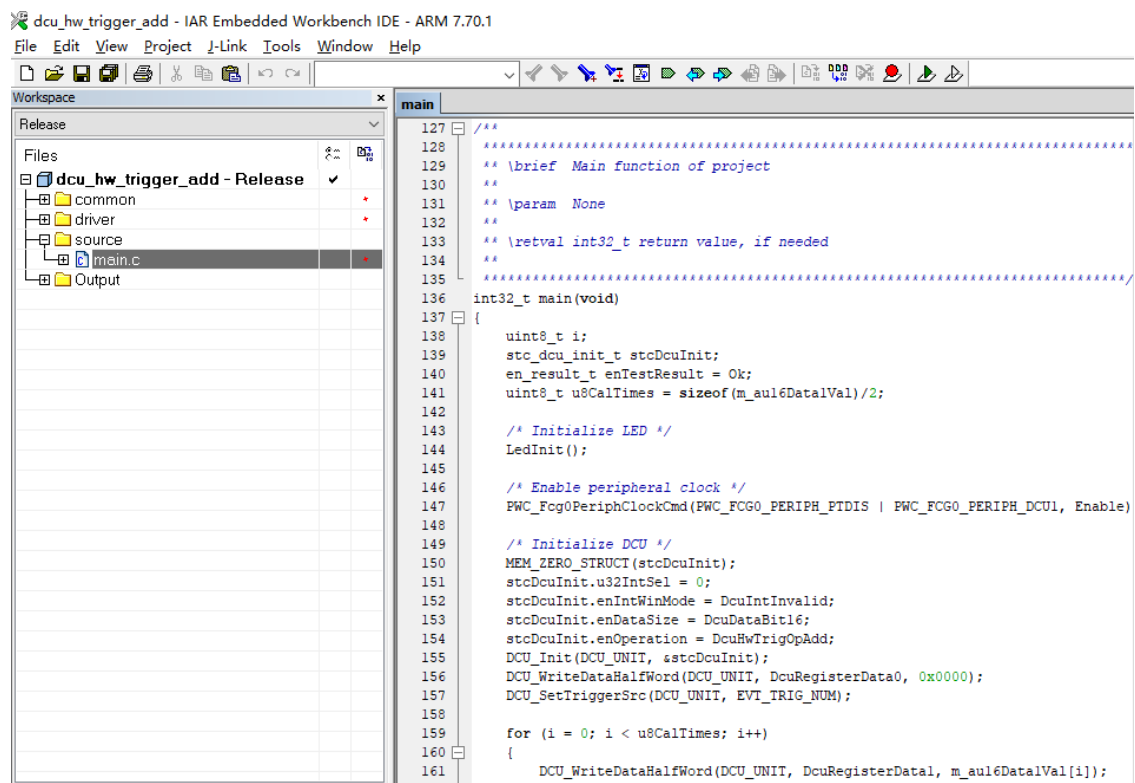 dcu_hw_trigger_add - IAR Embedded Workbench IDE - ARM 7.70.1
File Edit View Project J-Link Tools Window Help
Workspace
Release
Files
dcu_hw_trigger_add - Release
common
driver
source
main.c
Output
main
127 /**
128 *******************************************************************************
129 ** \brief Main function of project
130 **
131 ** \param None
132 **
133 ** \retval int32_t return value, if needed
134 **
135 ******************************************************************************/
136 int32_t main(void)
137 {
138 uint8_t i;
139 stc_dcu_init_t stcDcuInit;
140 en_result_t enTestResult = Ok;
141 uint8_t u8CalTimes = sizeof(m_au16Data1Val)/2;
142
143 /* Initialize LED */
144 LedInit();
145
146 /* Enable peripheral clock */
147 PWC_Fcg0PeriphClockCmd(PWC_FCG0_PERIPH_PTDIS | PWC_FCG0_PERIPH_DCU1, Enable)
148
149 /* Initialize DCU */
150 MEM_ZERO_STRUCT(stcDcuInit);
151 stcDcuInit.u32IntSel = 0;
152 stcDcuInit.enIntWinMode = DcuIntInvalid;
153 stcDcuInit.enDataSize = DcuDataBit16;
154 stcDcuInit.enOperation = DcuHwTrigOpAdd;
155 DCU_Init(DCU_UNIT, &stcDcuInit);
156 DCU_WriteDataHalfWord(DCU_UNIT, DcuRegisterData0, 0x0000);
157 DCU_SetTriggerSrc(DCU_UNIT, EVT_TRIG_NUM);
158
159 for (i = 0; i < u8CalTimes; i++)
160 {
161 DCU_WriteDataHalfWord(DCU_UNIT, DcuRegisterData1, m_au16Data1Val[i]);